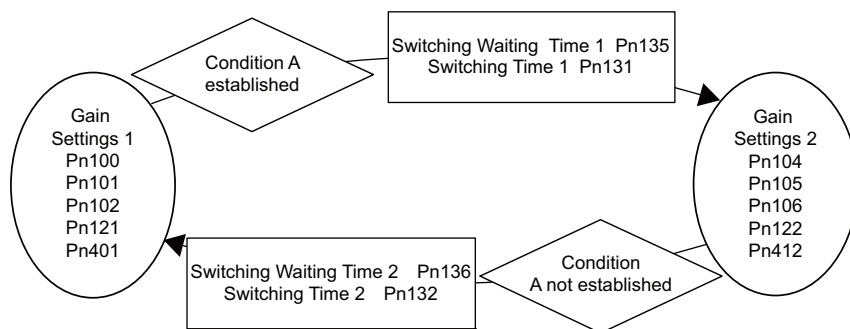 Condition A
established
Switching Waiting Time 1 Pn135
Switching Time 1 Pn131
Gain
Settings 1
Pn100
Pn101
Pn102
Pn121
Pn401
Gain
Settings 2
Pn104
Pn105
Pn106
Pn122
Pn412
Switching Waiting Time 2 Pn136
Switching Time 2 Pn132
Condition
A not established